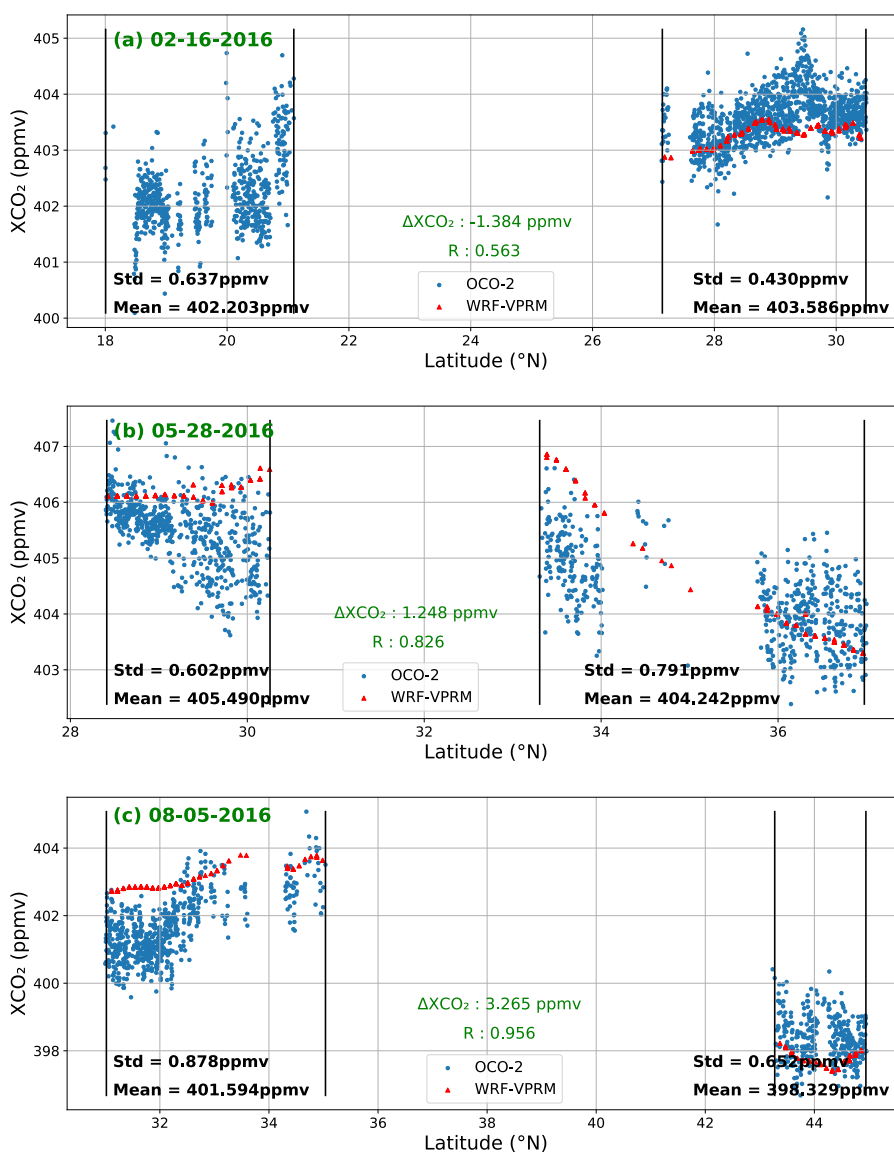 (a) 02-16-2016
XCO₂ (ppmv)
405
404
403
402
401
400
ΔXCO₂ : -1.384 ppmv
R : 0.563
Std = 0.637ppmv
Mean = 402.203ppmv
OCO-2
WRF-VPRM
Std = 0.430ppmv
Mean = 403.586ppmv
18 20 22 24 26 28 30
Latitude (°N)
(b) 05-28-2016
XCO₂ (ppmv)
407
406
405
404
403
ΔXCO₂ : 1.248 ppmv
R : 0.826
Std = 0.602ppmv
Mean = 405.490ppmv
OCO-2
WRF-VPRM
Std = 0.791ppmv
Mean = 404.242ppmv
28 30 32 34 36
Latitude (°N)
(c) 08-05-2016
XCO₂ (ppmv)
404
402
400
398
ΔXCO₂ : 3.265 ppmv
R : 0.956
Std = 0.878ppmv
Mean = 401.594ppmv
OCO-2
WRF-VPRM
Std = 0.652ppmv
Mean = 398.329ppmv
32 34 36 38 40 42 44
Latitude (°N)